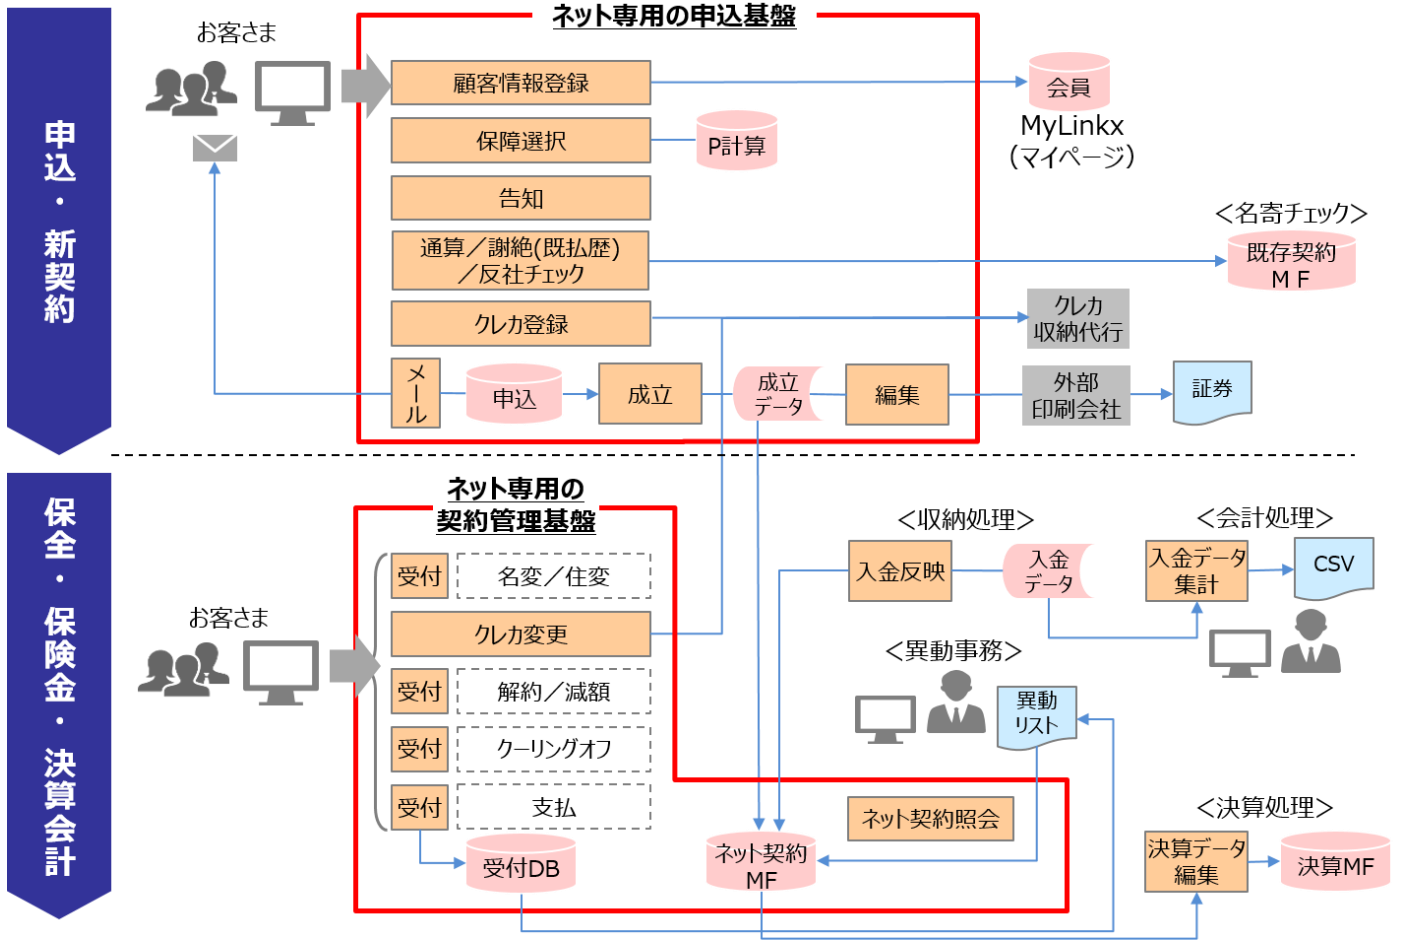 申込・新契約
ネット専用の申込基盤
お客さま
顧客情報登録
会員
MyLinkx
(マイページ)
保障選択
P計算
告知
通算／謝絶(既払歴)
／反社チェック
<名寄チェック>
既存契約
ＭＦ
クレカ登録
クレカ
収納代行
メール
申込
成立
成立
データ
編集
外部
印刷会社
証券
保全・保険金・決算会計
ネット専用の
契約管理基盤
お客さま
受付
名変／住変
クレカ変更
受付
解約／減額
受付
クーリングオフ
受付
支払
受付DB
<収納処理>
入金反映
入金
データ
<会計処理>
入金データ
集計
CSV
<異動事務>
異動
リスト
ネット契約照会
ネット契約
MF
<決算処理>
決算データ
編集
決算MF